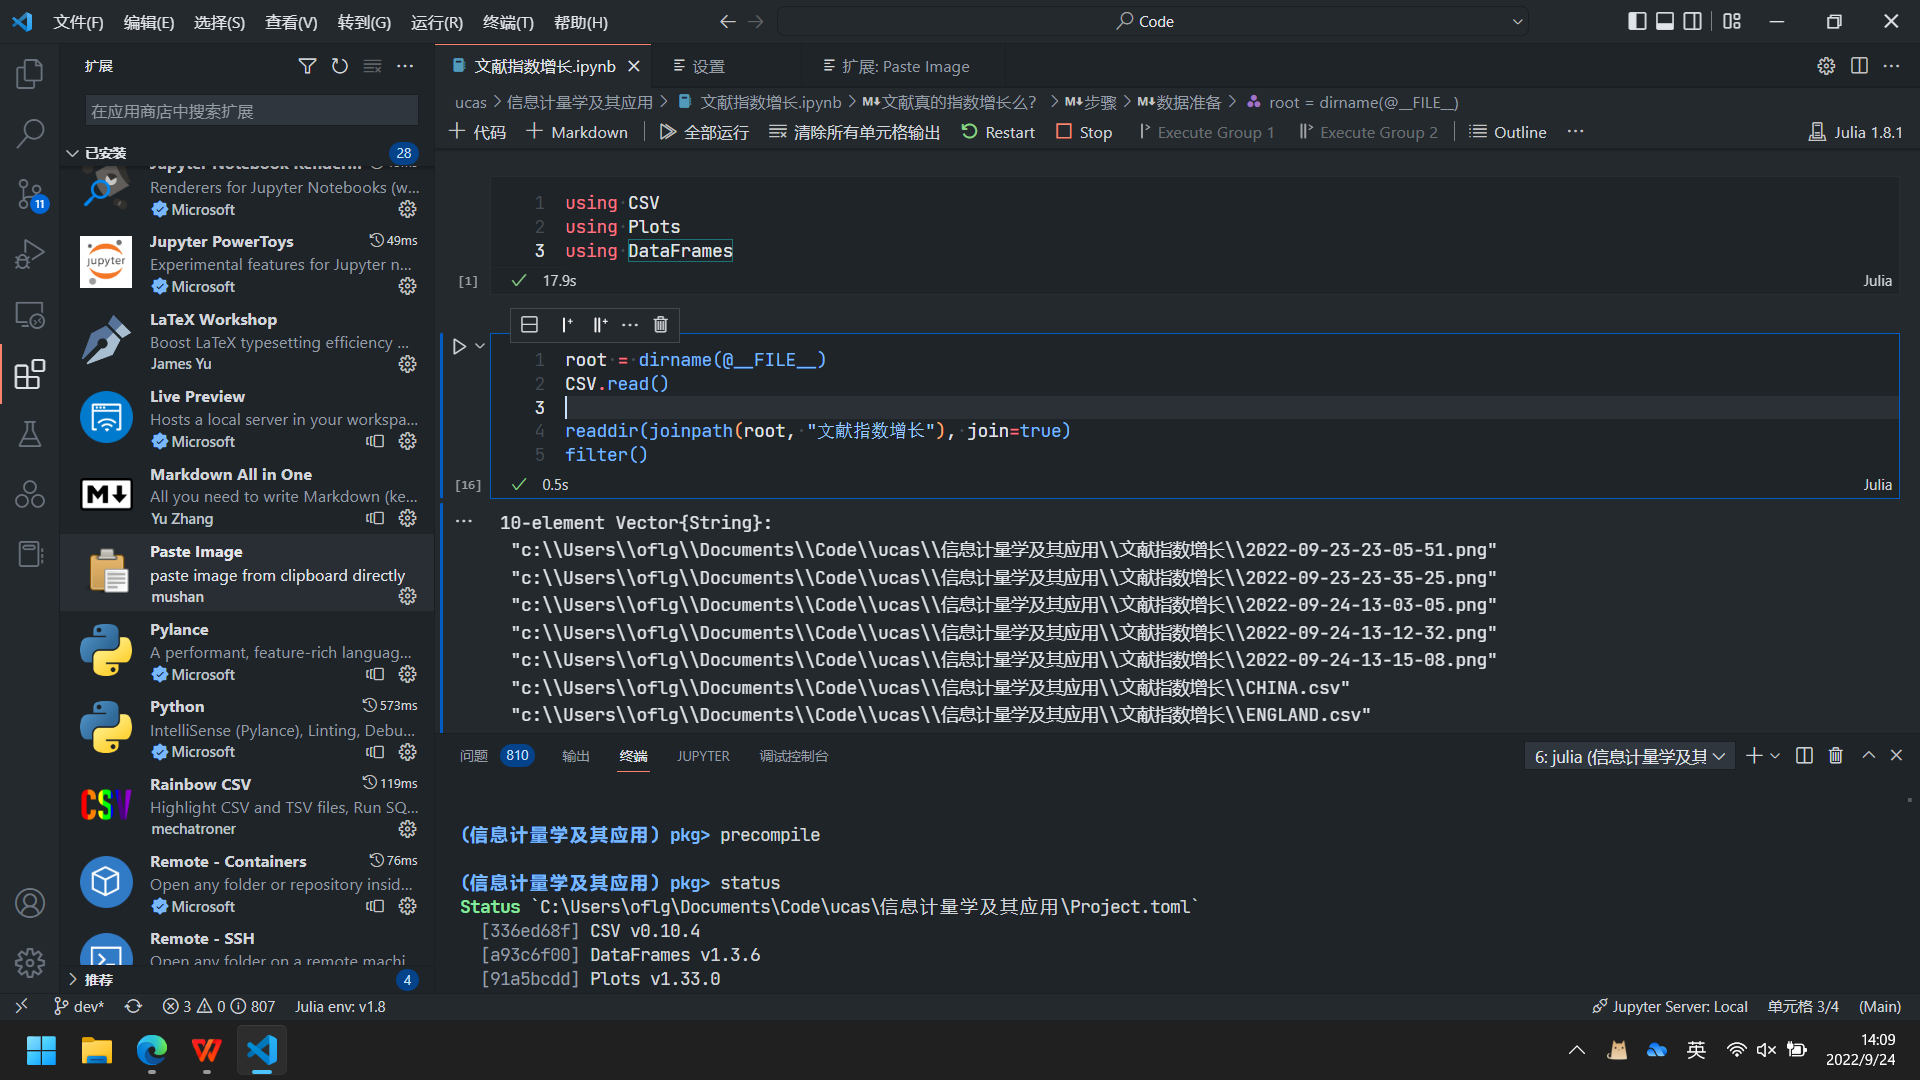 文件(F) 编辑(E) 选择(S) 查看(V) 转到(G) 运行(R) 终端(T) 帮助(H)
Code
扩展
在应用商店中搜索扩展
已安装 28
Renderers for Jupyter Notebooks (w...
Microsoft
11
Jupyter PowerToys 49ms
Experimental features for Jupyter n...
Microsoft
LaTeX Workshop
Boost LaTeX typesetting efficiency ...
James Yu
Live Preview
Hosts a local server in your workspa...
Microsoft
Markdown All in One
All you need to write Markdown (ke...
Yu Zhang
Paste Image
paste image from clipboard directly
mushan
Pylance
A performant, feature-rich languag...
Microsoft
Python 573ms
IntelliSense (Pylance), Linting, Debu...
Microsoft
Rainbow CSV 119ms
Highlight CSV and TSV files, Run SQ...
mechatroner
Remote - Containers 76ms
Open any folder or repository insid...
Microsoft
Remote - SSH
Open any folder on a remote machi
推荐 4
文献指数增长.ipynb
设置
扩展: Paste Image
ucas > 信息计量学及其应用 > 文献指数增长.ipynb > M↓文献真的指数增长么? > M↓步骤 > M↓数据准备 > root = dirname(@__FILE__)
+ 代码 + Markdown 全部运行 清除所有单元格输出 Restart Stop Execute Group 1 Execute Group 2 Outline ... Julia 1.8.1
1 using CSV
2 using Plots
3 using DataFrames
[1] ✓ 17.9s Julia
1 root = dirname(@__FILE__)
2 CSV.read()
3
4 readdir(joinpath(root, "文献指数增长"), join=true)
5 filter()
[16] ✓ 0.5s Julia
10-element Vector{String}:
"c:\\Users\\oflg\\Documents\\Code\\ucas\\信息计量学及其应用\\文献指数增长\\2022-09-23-23-05-51.png"
"c:\\Users\\oflg\\Documents\\Code\\ucas\\信息计量学及其应用\\文献指数增长\\2022-09-23-23-35-25.png"
"c:\\Users\\oflg\\Documents\\Code\\ucas\\信息计量学及其应用\\文献指数增长\\2022-09-24-13-03-05.png"
"c:\\Users\\oflg\\Documents\\Code\\ucas\\信息计量学及其应用\\文献指数增长\\2022-09-24-13-12-32.png"
"c:\\Users\\oflg\\Documents\\Code\\ucas\\信息计量学及其应用\\文献指数增长\\2022-09-24-13-15-08.png"
"c:\\Users\\oflg\\Documents\\Code\\ucas\\信息计量学及其应用\\文献指数增长\\CHINA.csv"
"c:\\Users\\oflg\\Documents\\Code\\ucas\\信息计量学及其应用\\文献指数增长\\ENGLAND.csv"
问题 810 输出 终端 JUPYTER 调试控制台
6: julia (信息计量学及其
(信息计量学及其应用) pkg> precompile
(信息计量学及其应用) pkg> status
Status `C:\Users\oflg\Documents\Code\ucas\信息计量学及其应用\Project.toml`
[336ed68f] CSV v0.10.4
[a93c6f00] DataFrames v1.3.6
[91a5bcdd] Plots v1.33.0
dev* 3 0 807 Julia env: v1.8
Jupyter Server: Local 单元格 3/4 (Main)
英
14:09
2022/9/24